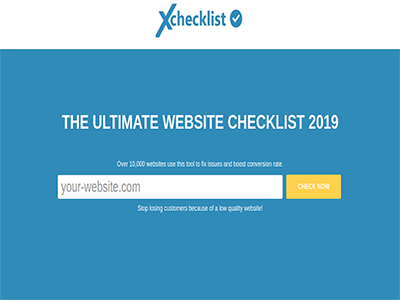 Xchecklist
THE ULTIMATE WEBSITE CHECKLIST 2019
Over 10,000 websites use this tool to fix issues and boost conversion rate.
your-website.com
CHECK NOW
Stop losing customers because of a low quality website!